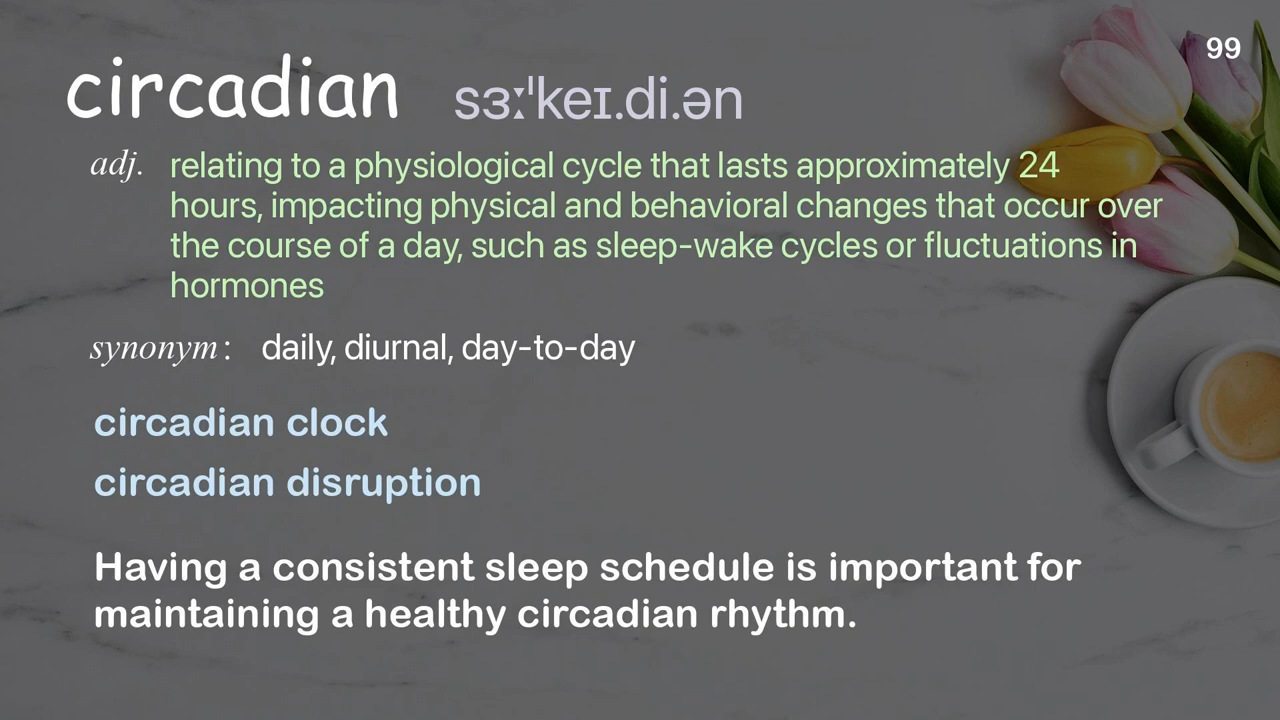 99
circadian sɜːˈkeɪ.di.ən
adj. relating to a physiological cycle that lasts approximately 24
hours, impacting physical and behavioral changes that occur over
the course of a day, such as sleep-wake cycles or fluctuations in
hormones
synonym: daily, diurnal, day-to-day
circadian clock
circadian disruption
Having a consistent sleep schedule is important for
maintaining a healthy circadian rhythm.